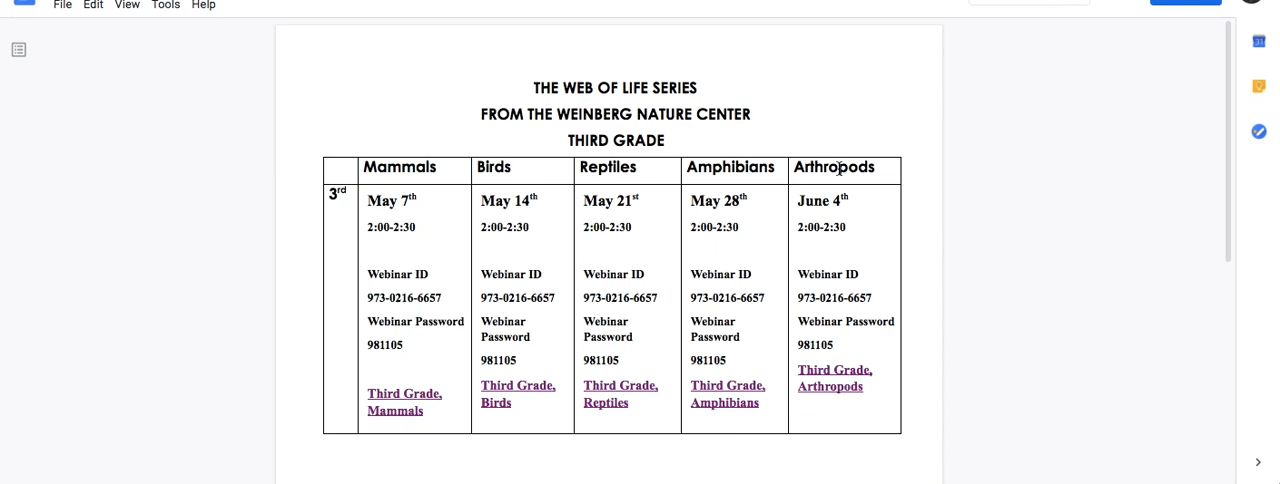 File Edit View Tools Help
THE WEB OF LIFE SERIES
FROM THE WEINBERG NATURE CENTER
THIRD GRADE
Mammals Birds Reptiles Amphibians Arthropods
3rd May 7th May 14th May 21st May 28th June 4th
2:00-2:30 2:00-2:30 2:00-2:30 2:00-2:30 2:00-2:30
Webinar ID Webinar ID Webinar ID Webinar ID Webinar ID
973-0216-6657 973-0216-6657 973-0216-6657 973-0216-6657 973-0216-6657
Webinar Password Webinar Webinar Webinar Webinar Password
Password Password Password
981105 981105 981105 981105 981105
Third Grade, Third Grade, Third Grade, Third Grade, Third Grade,
Mammals Birds Reptiles Amphibians Arthropods